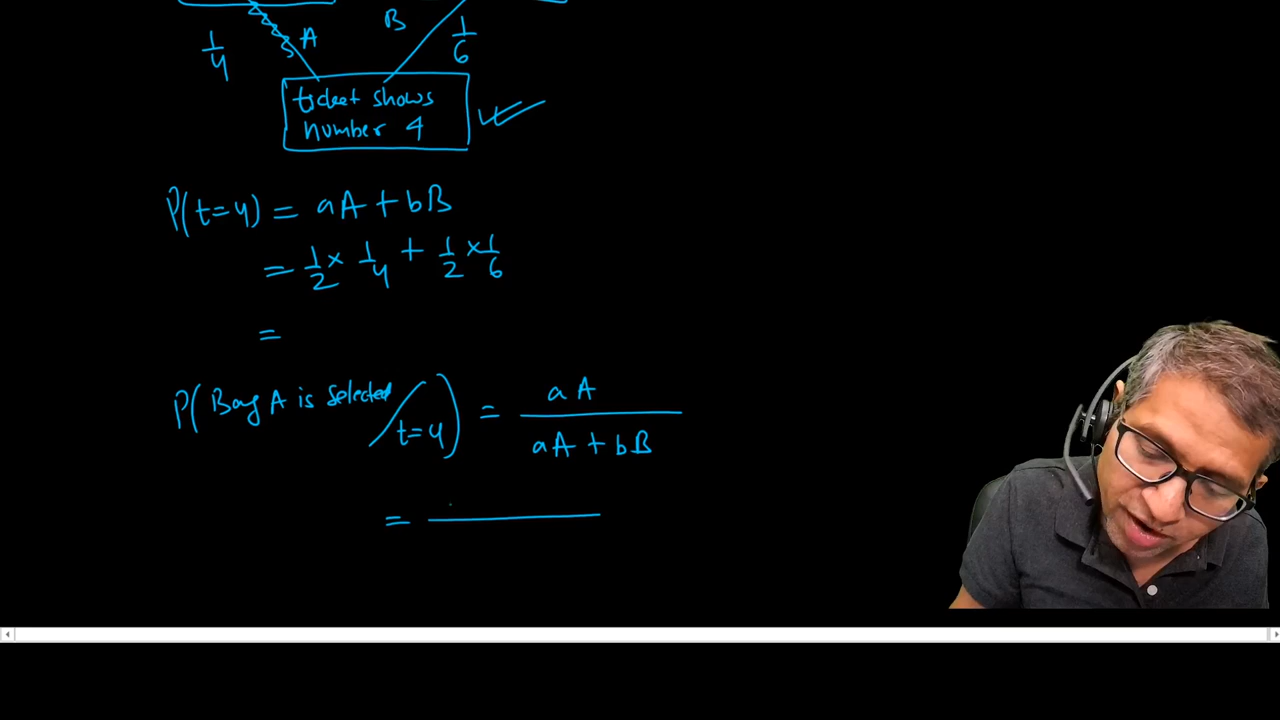 1/4 A B 1/6
ticket shows
number 4
P(t=4) = aA + bB
= 1/2 × 1/4 + 1/2 × 1/6
=
P( Bag A is selected / t=4 ) = aA / (aA + bB)
=